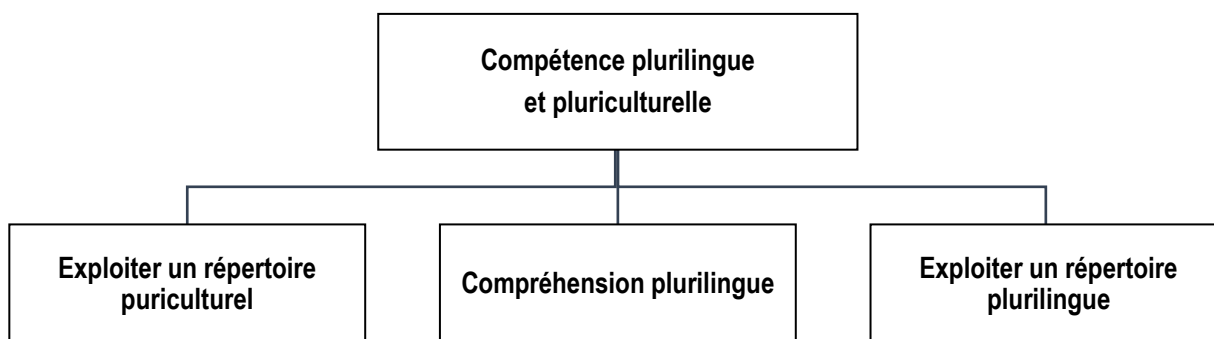 Compétence plurilingue
et pluriculturelle
Exploiter un répertoire
puriculturel
Compréhension plurilingue
Exploiter un répertoire
plurilingue